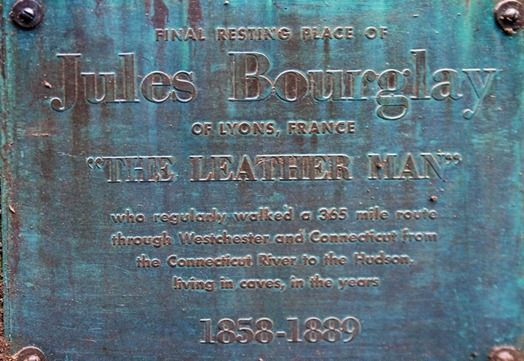 FINAL RESTING PLACE OF
Jules Bourglay
OF LYONS, FRANCE
"THE LEATHER MAN"
who regularly walked a 365 mile route
through Westchester and Connecticut from
the Connecticut River to the Hudson.
living in caves, in the years
1858-1889